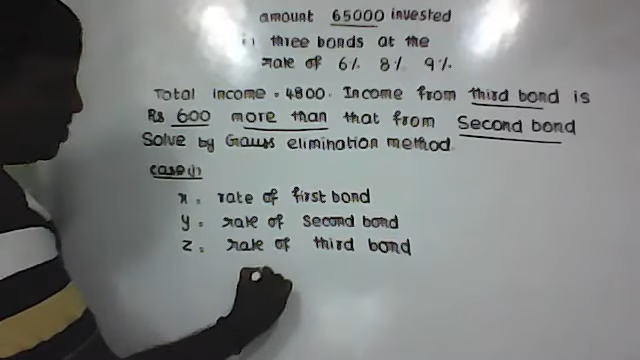 amount 65000 invested
in three bonds at the
rate of 6% 8% 9%.
Total income = 4800. Income from third bond is
Rs 600 more than that from Second bond
Solve by Gauss elimination method.
case(i)
x = rate of first bond
y = rate of second bond
z = rate of third bond